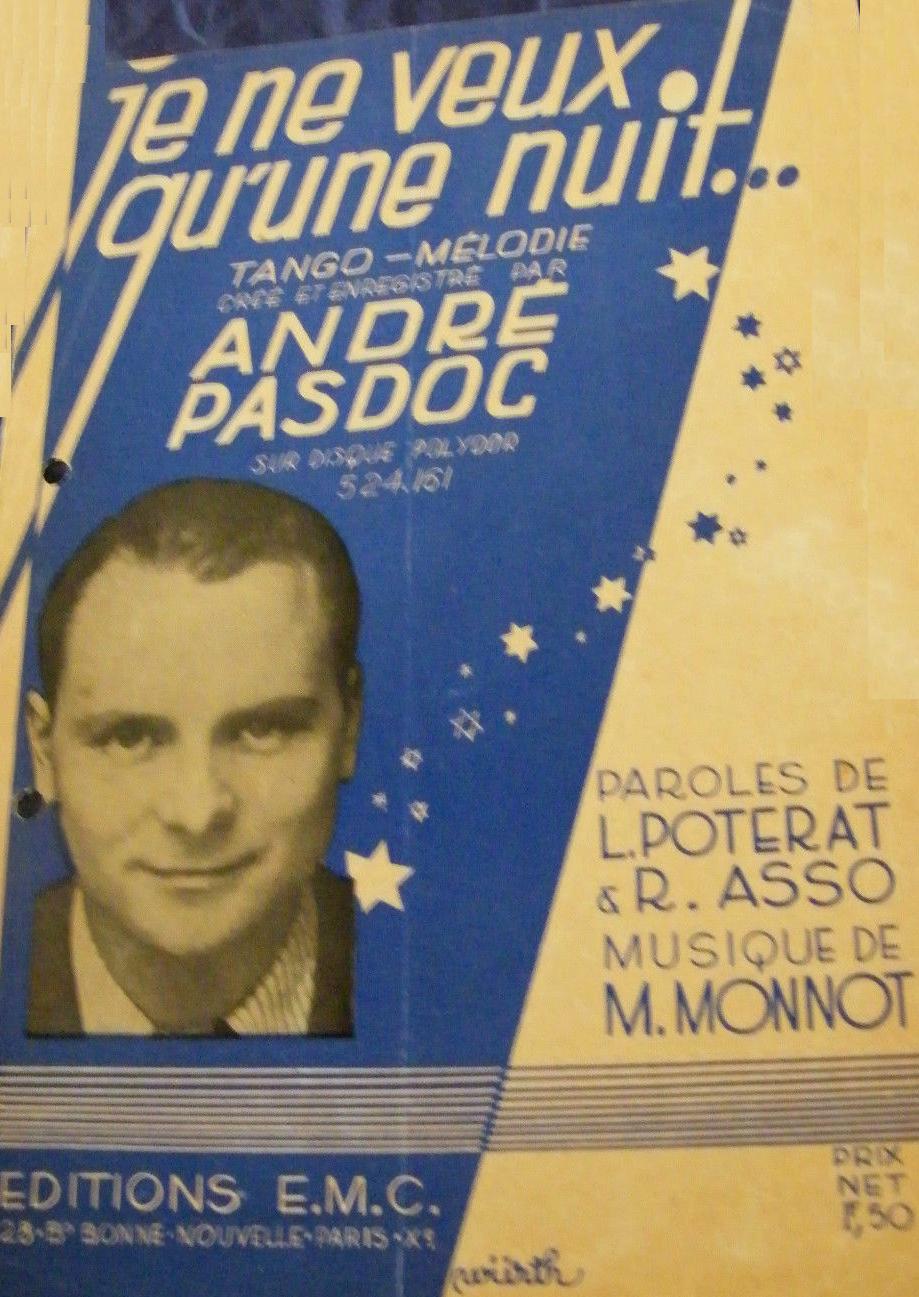 je ne veux
qu'une nuit...
TANGO – MÉLODIE
CRÉÉ ET ENREGISTRÉ PAR
ANDRÉ
PASDOC
SUR DISQUE POLYDOR
524.161
PAROLES DE
L. POTERAT
& R. ASSO
MUSIQUE DE
M. MONNOT
EDITIONS E.M.C.
28·Bᵈ BONNE·NOUVELLE·PARIS·Xᵉ
PRIX
NET
würth